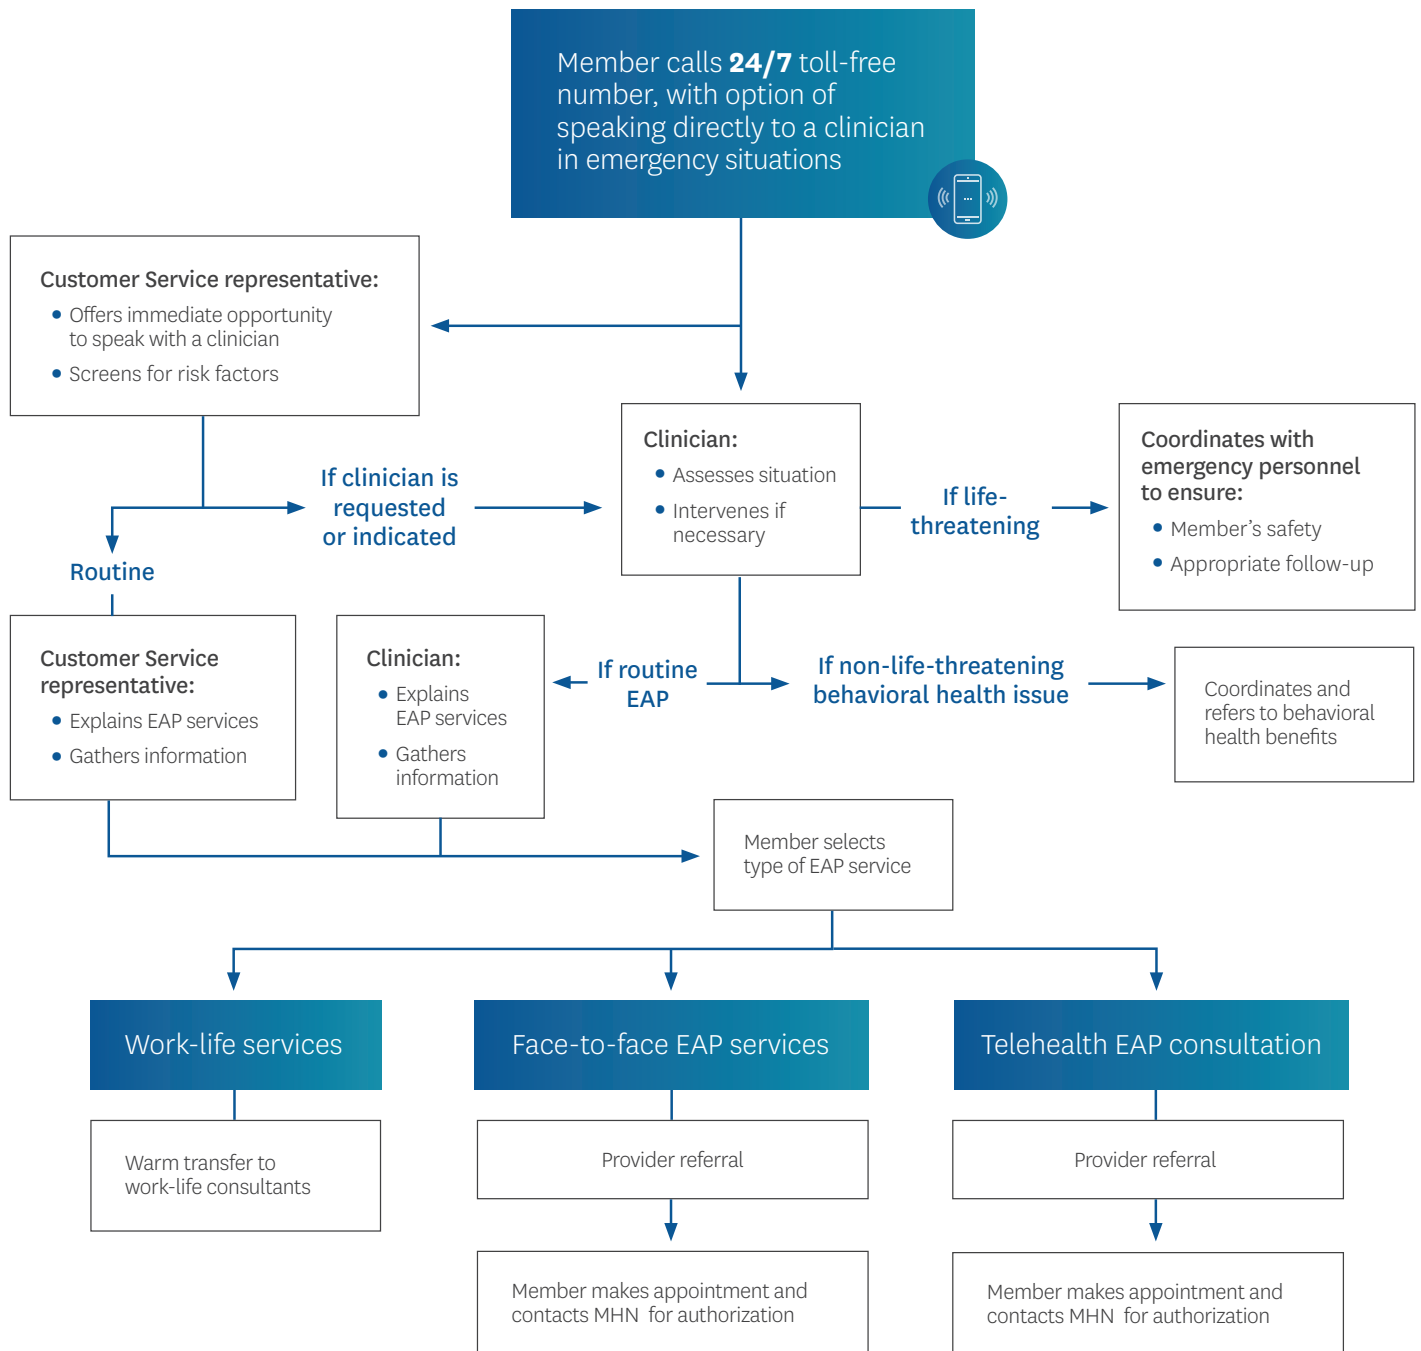 Member calls 24/7 toll-free
number, with option of
speaking directly to a clinician
in emergency situations
Customer Service representative:
• Offers immediate opportunity
to speak with a clinician
• Screens for risk factors
Clinician:
• Assesses situation
• Intervenes if
necessary
Coordinates with
emergency personnel
to ensure:
• Member’s safety
• Appropriate follow-up
If clinician is
requested
or indicated
If life-
threatening
Routine
Customer Service
representative:
• Explains EAP services
• Gathers information
Clinician:
• Explains
EAP services
• Gathers
information
If routine
EAP
If non-life-threatening
behavioral health issue
Coordinates and
refers to behavioral
health benefits
Member selects
type of EAP service
Work-life services
Face-to-face EAP services
Telehealth EAP consultation
Warm transfer to
work-life consultants
Provider referral
Provider referral
Member makes appointment and
contacts MHN for authorization
Member makes appointment and
contacts MHN for authorization